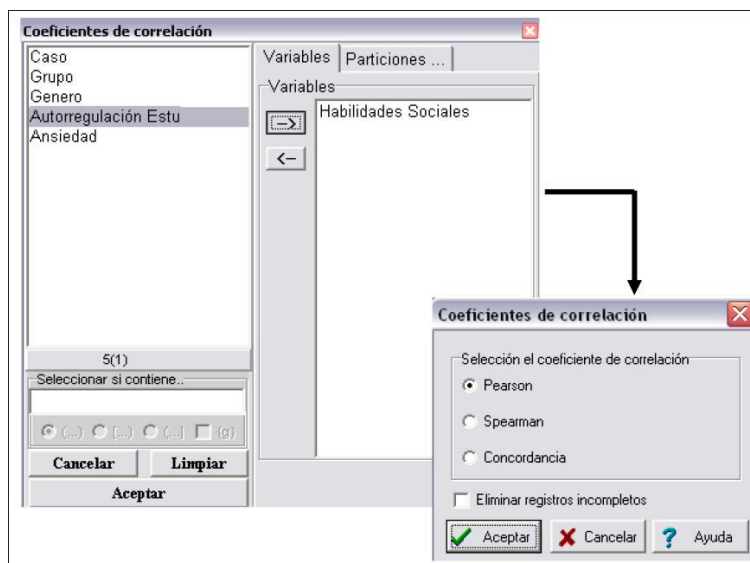 Coeficientes de correlación
Caso
Grupo
Genero
Autorregulación Estu
Ansiedad
5(1)
Seleccionar si contiene..
(...) [...) (...] {g}
Cancelar Limpiar
Aceptar
Variables Particiones ...
Variables
-->
<--
Habilidades Sociales
Coeficientes de correlación
Selección el coeficiente de correlación
Pearson
Spearman
Concordancia
Eliminar registros incompletos
Aceptar Cancelar ? Ayuda